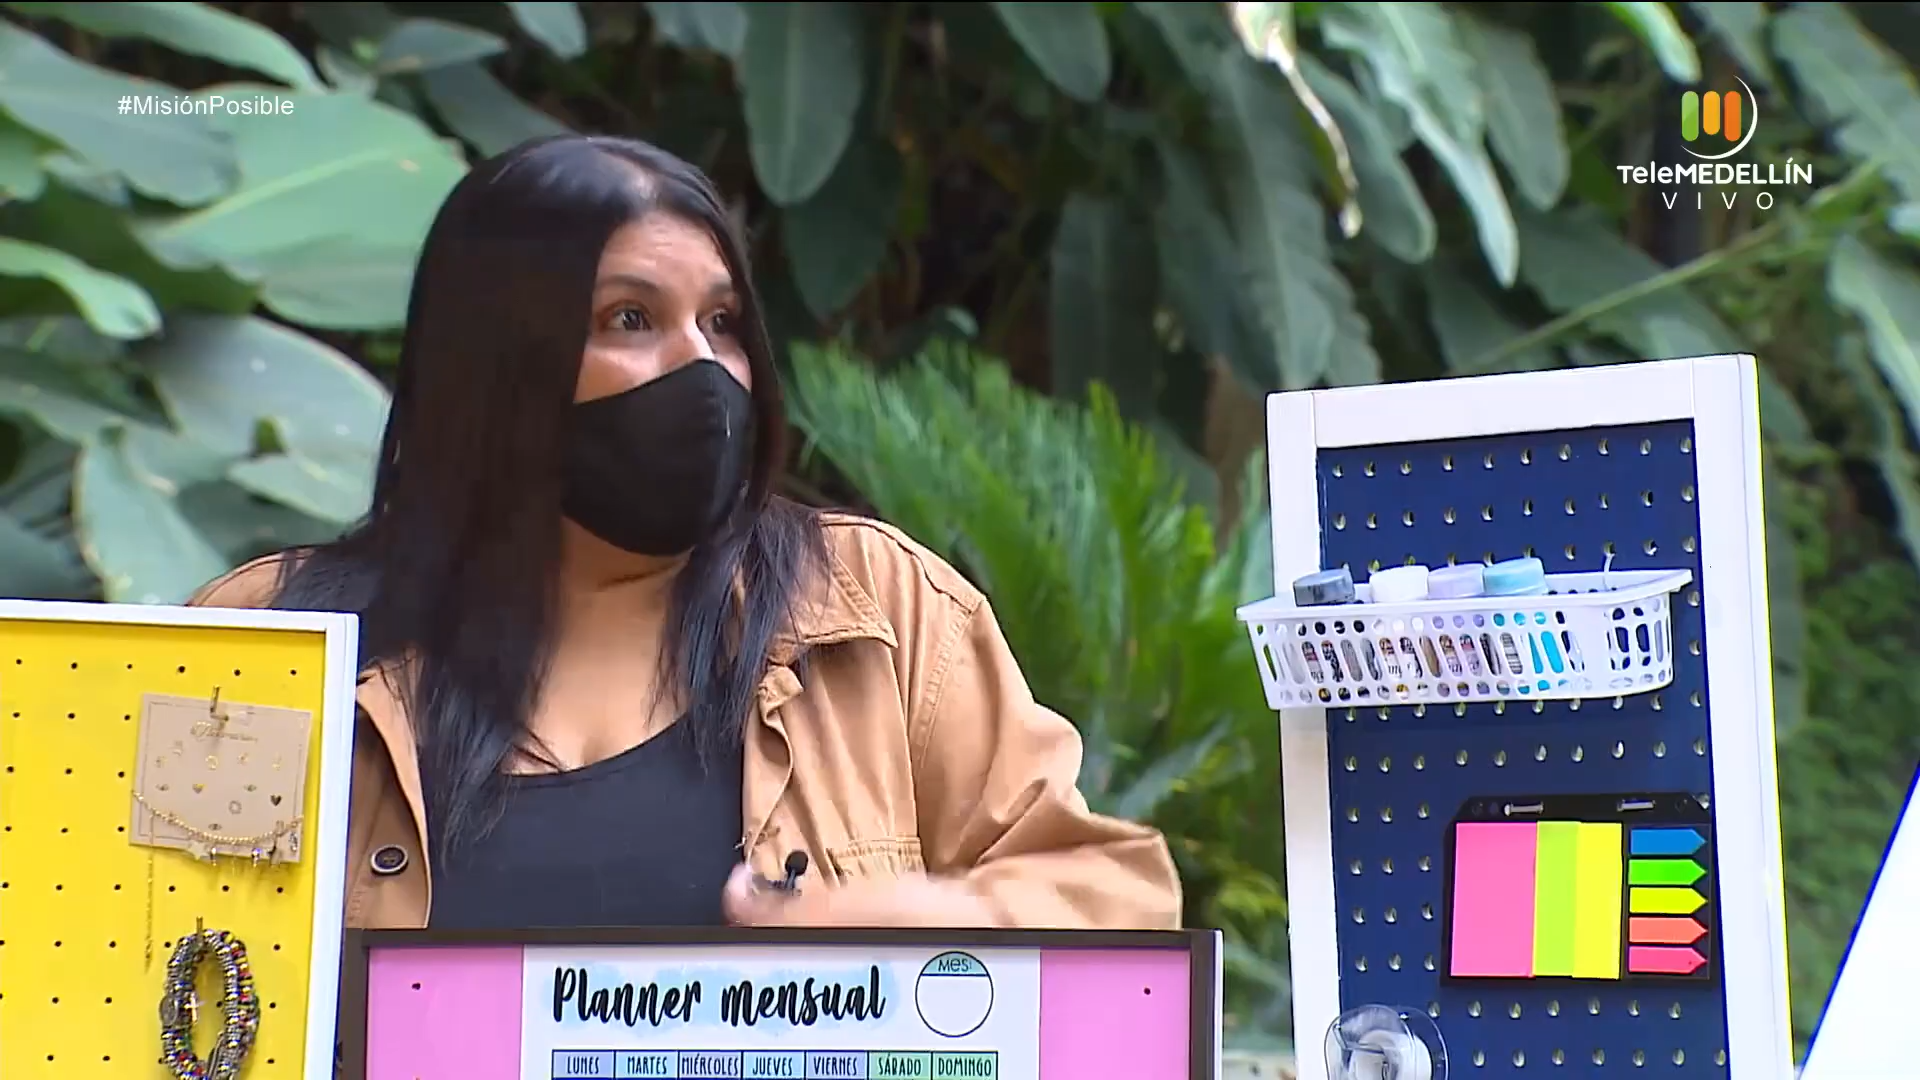 #MisiónPosible
TeleMEDELLÍN
VIVO
Planner mensual
Mes:
LUNES MARTES MIÉRCOLES JUEVES VIERNES SÁBADO DOMINGO